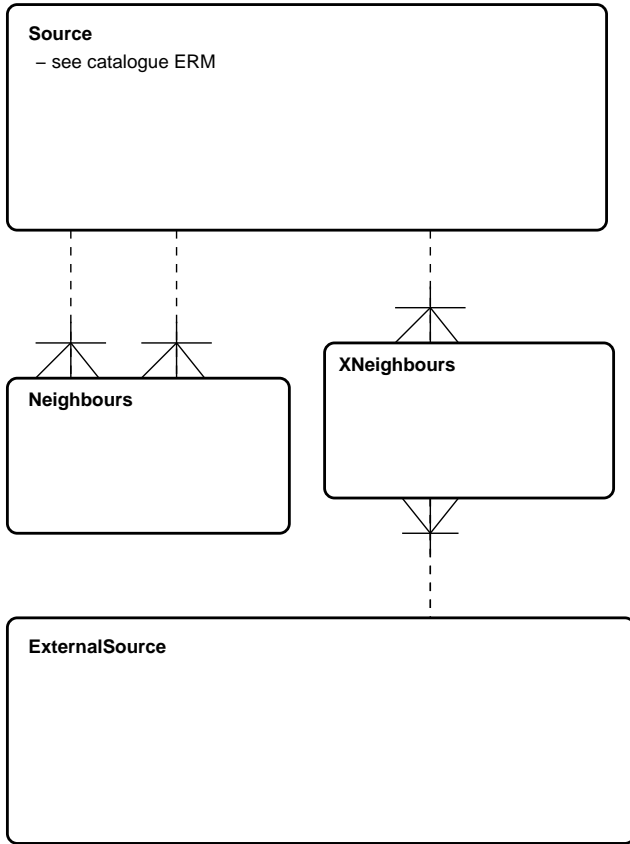 Source
– see catalogue ERM
XNeighbours
Neighbours
ExternalSource